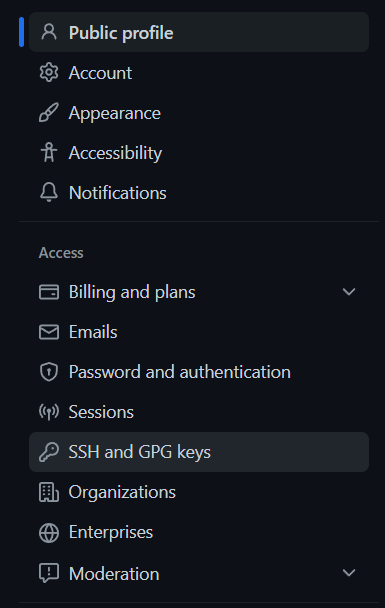 Public profile
Account
Appearance
Accessibility
Notifications
Access
Billing and plans
Emails
Password and authentication
Sessions
SSH and GPG keys
Organizations
Enterprises
Moderation